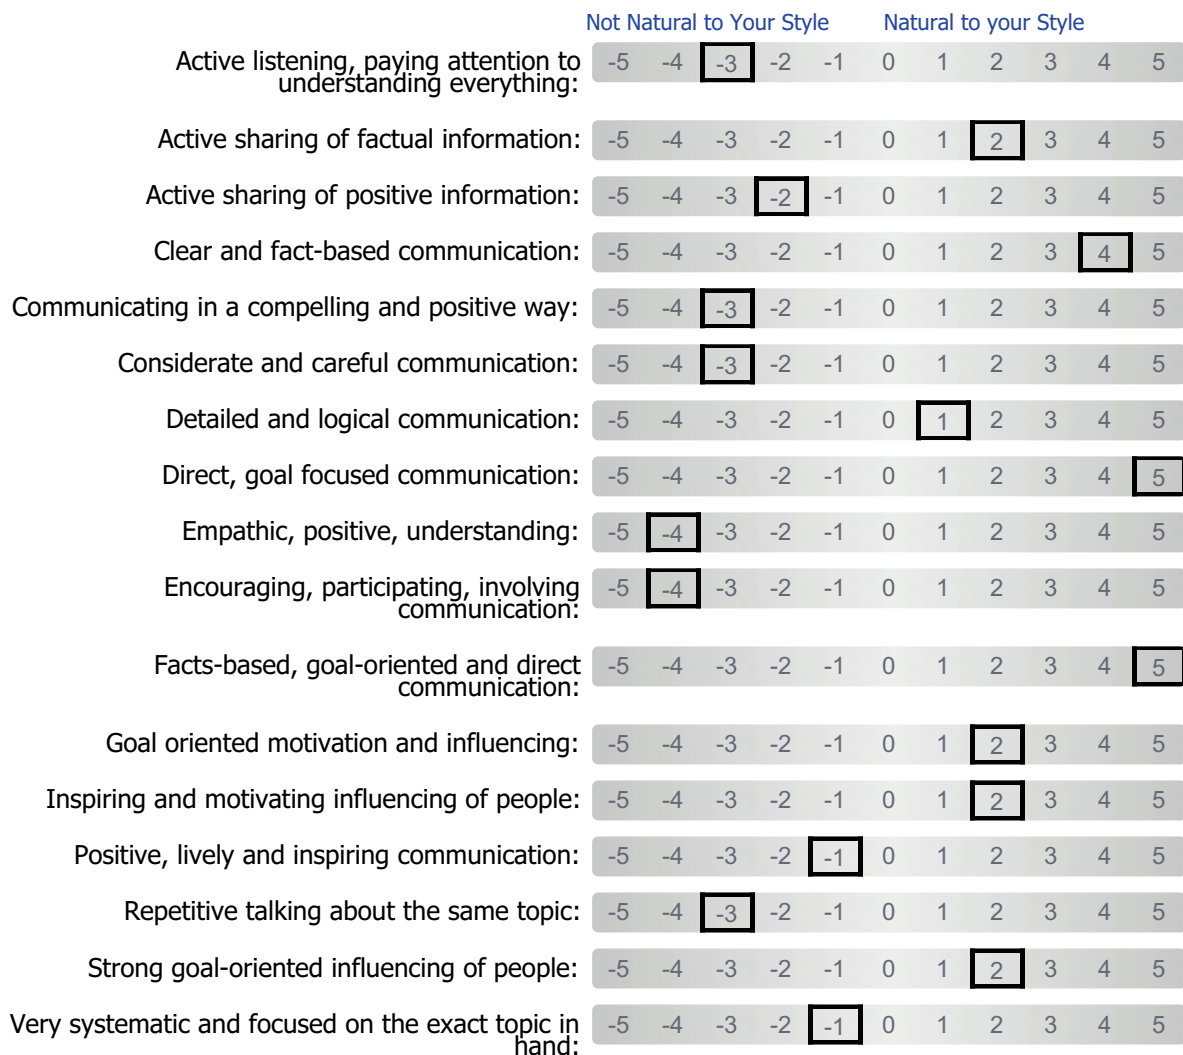 Not Natural to Your Style Natural to your Style
Active listening, paying attention to
understanding everything: -5 -4 -3 -2 -1 0 1 2 3 4 5
Active sharing of factual information: -5 -4 -3 -2 -1 0 1 2 3 4 5
Active sharing of positive information: -5 -4 -3 -2 -1 0 1 2 3 4 5
Clear and fact-based communication: -5 -4 -3 -2 -1 0 1 2 3 4 5
Communicating in a compelling and positive way: -5 -4 -3 -2 -1 0 1 2 3 4 5
Considerate and careful communication: -5 -4 -3 -2 -1 0 1 2 3 4 5
Detailed and logical communication: -5 -4 -3 -2 -1 0 1 2 3 4 5
Direct, goal focused communication: -5 -4 -3 -2 -1 0 1 2 3 4 5
Empathic, positive, understanding: -5 -4 -3 -2 -1 0 1 2 3 4 5
Encouraging, participating, involving
communication: -5 -4 -3 -2 -1 0 1 2 3 4 5
Facts-based, goal-oriented and direct
communication: -5 -4 -3 -2 -1 0 1 2 3 4 5
Goal oriented motivation and influencing: -5 -4 -3 -2 -1 0 1 2 3 4 5
Inspiring and motivating influencing of people: -5 -4 -3 -2 -1 0 1 2 3 4 5
Positive, lively and inspiring communication: -5 -4 -3 -2 -1 0 1 2 3 4 5
Repetitive talking about the same topic: -5 -4 -3 -2 -1 0 1 2 3 4 5
Strong goal-oriented influencing of people: -5 -4 -3 -2 -1 0 1 2 3 4 5
Very systematic and focused on the exact topic in
hand: -5 -4 -3 -2 -1 0 1 2 3 4 5